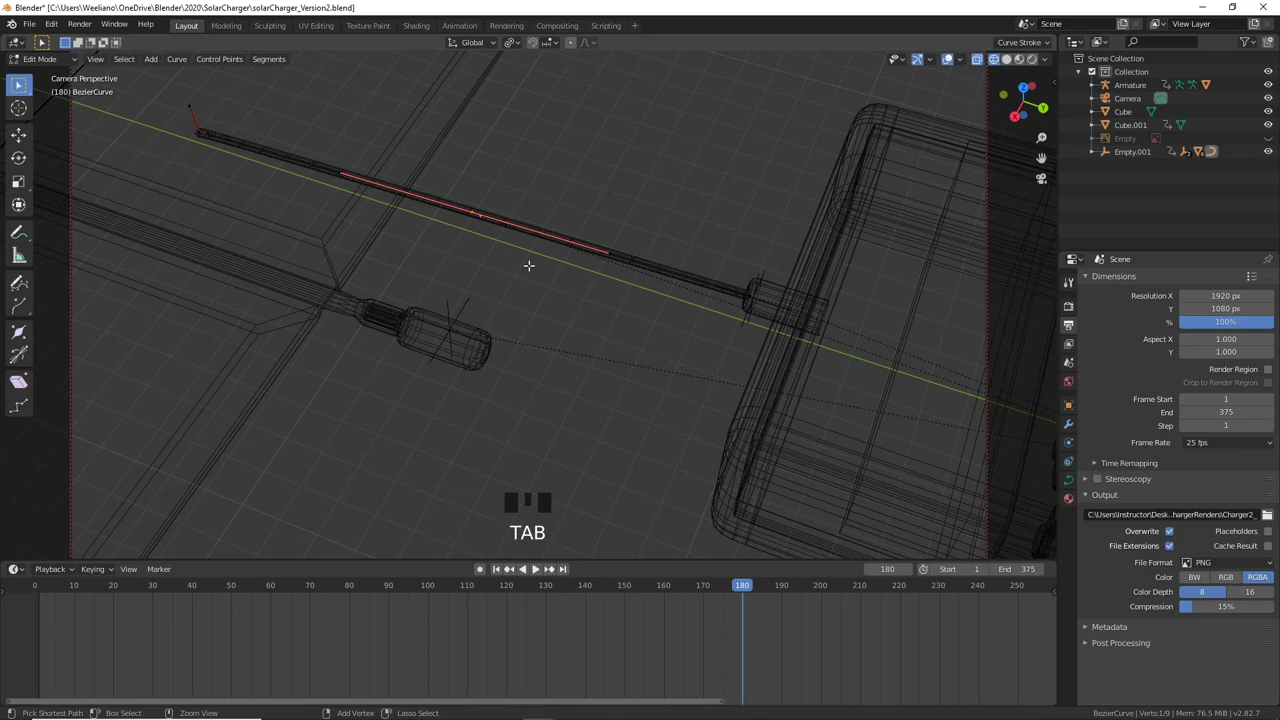 Blender* [C:\Users\Weeliano\OneDrive\Blender\2020\SolarCharger\solarCharger_Version2.blend]
File Edit Render Window Help
Layout Modeling Sculpting UV Editing Texture Paint Shading Animation Rendering Compositing Scripting
Scene View Layer
Global Curve Stroke
Edit Mode View Select Add Curve Control Points Segments
Camera Perspective
(180) BezierCurve
Z
Y
X
TAB
Scene Collection
Collection
Armature
Camera
Cube
Cube.001
Empty
Empty.001
Scene
Dimensions
Resolution X 1920 px
Y 1080 px
% 100%
Aspect X 1.000
Y 1.000
Render Region
Crop to Render Region
Frame Start 1
End 375
Step 1
Frame Rate 25 fps
Time Remapping
Stereoscopy
Output
C:\Users\Instructor\Desk..hargerRenders\Charger2_
Overwrite Placeholders
File Extensions Cache Result
File Format PNG
Color BW RGB RGBA
Color Depth 8 16
Compression 15%
Metadata
Post Processing
Playback Keying View Marker 180 Start 1 End 375
0 10 20 30 40 50 60 70 80 90 100 110 120 130 140 150 160 170 180 190 200 210 220 230 240 250
Pick Shortest Path Box Select Zoom View Add Vertex Lasso Select
BezierCurve | Verts:1/9 | Mem: 76.5 MiB | v2.82.7